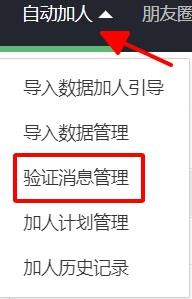 自动加人 朋友圈
导入数据加人引导
导入数据管理
验证消息管理
加人计划管理
加人历史记录